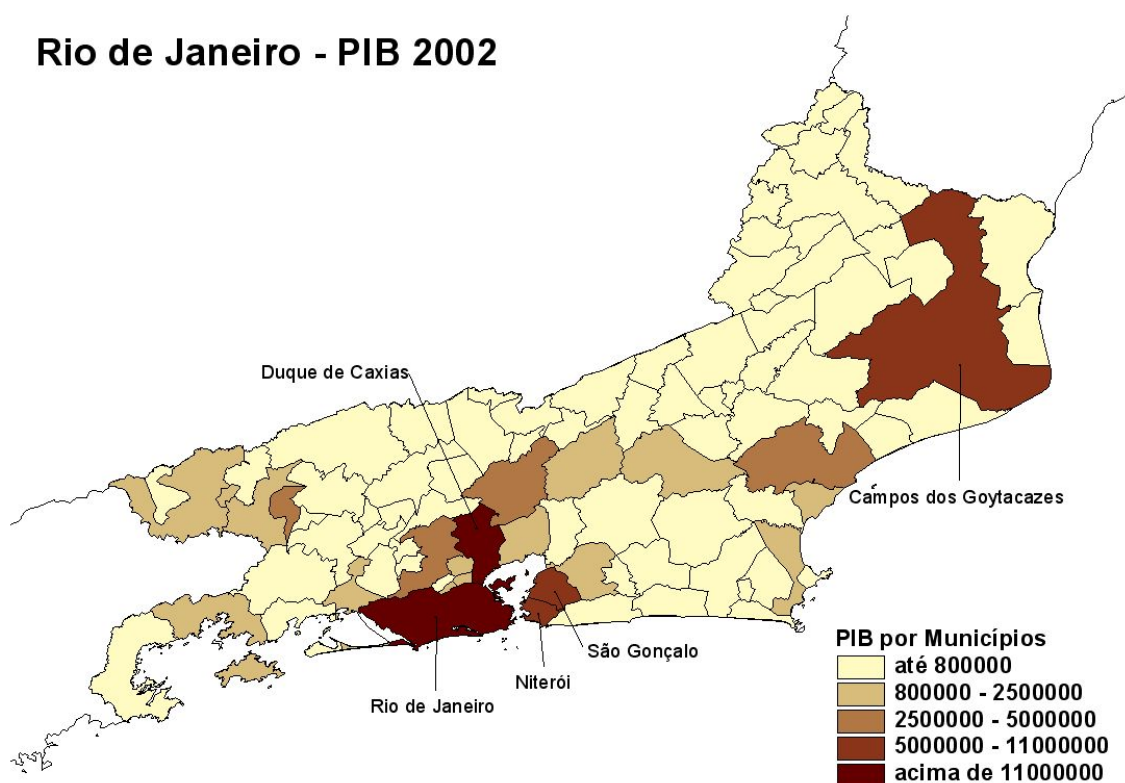 Rio de Janeiro - PIB 2002
Duque de Caxias
Campos dos Goytacazes
São Gonçalo
Niterói
Rio de Janeiro
PIB por Municípios
até 800000
800000 - 2500000
2500000 - 5000000
5000000 - 11000000
acima de 11000000